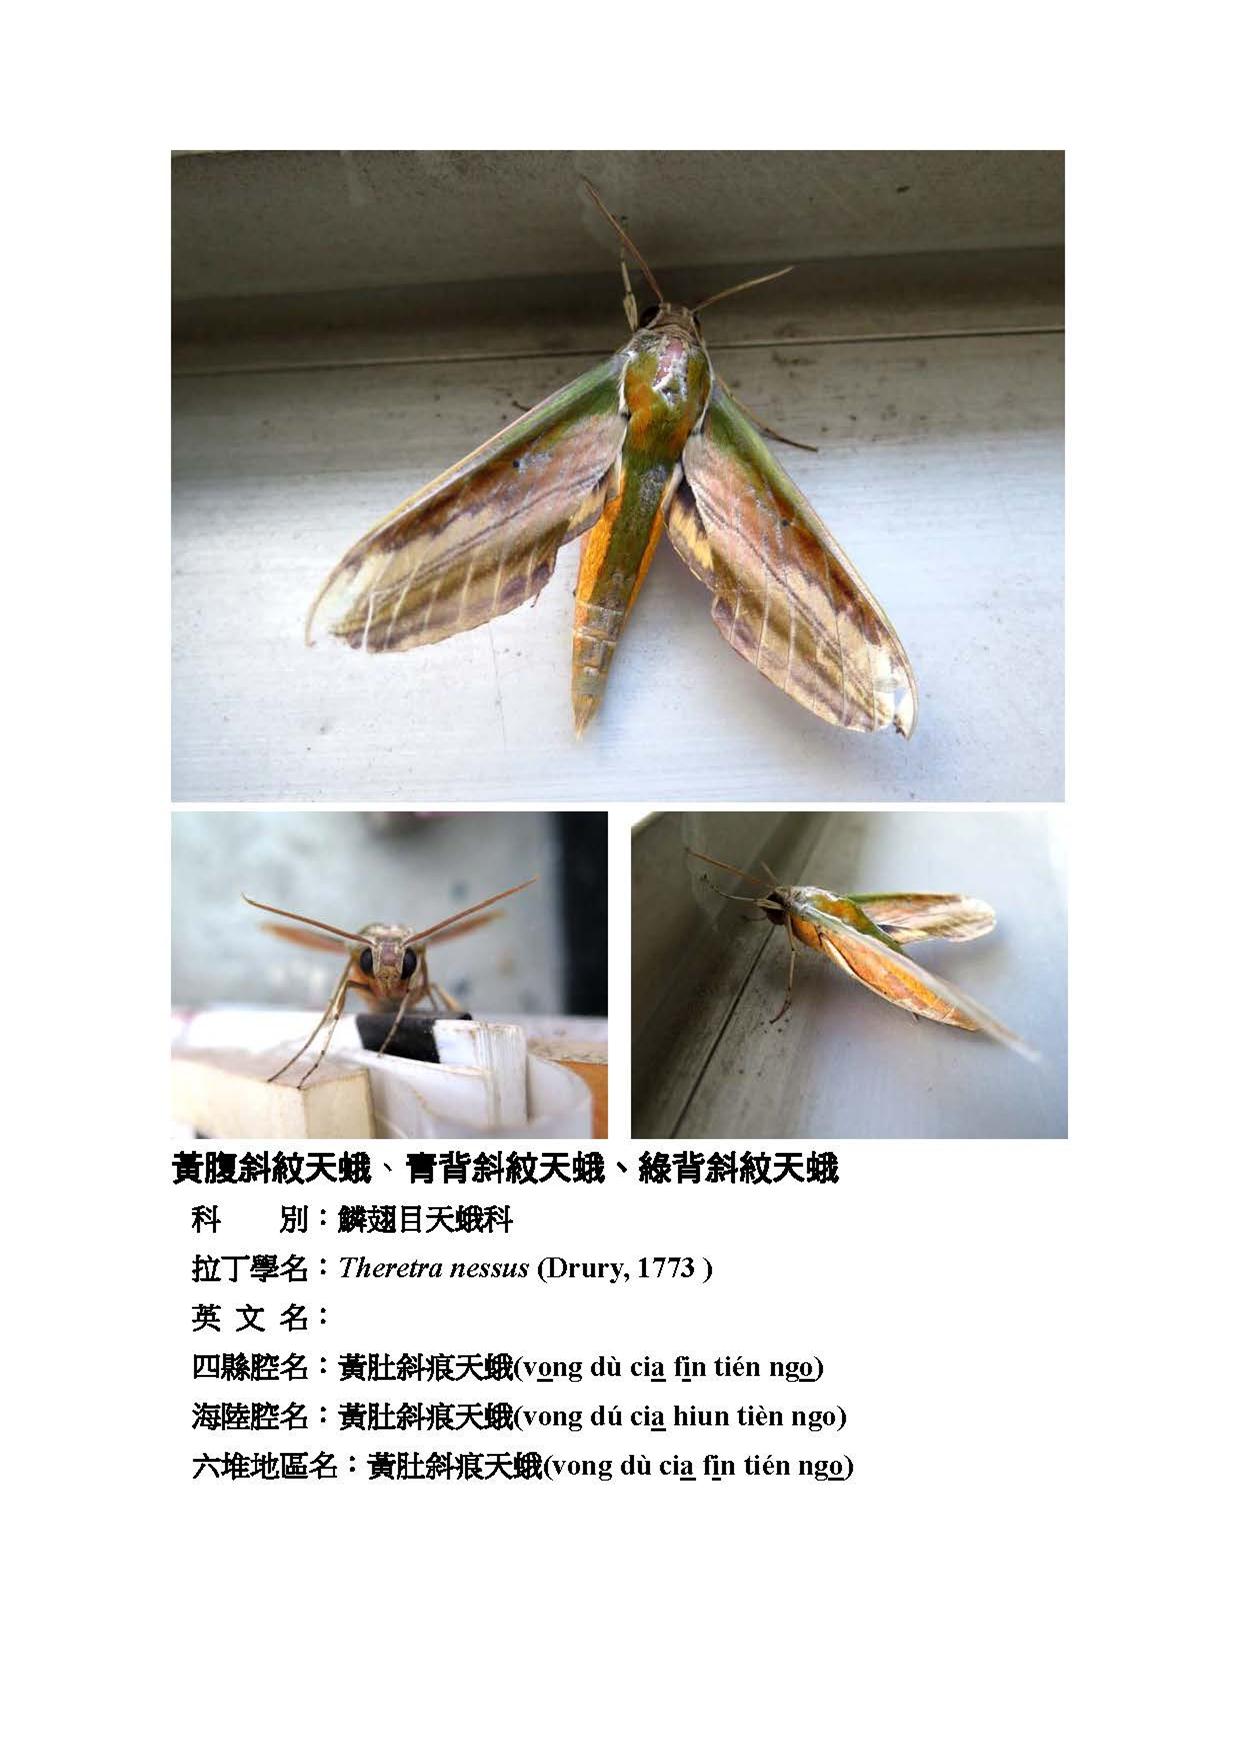 黃腹斜紋天蛾、青背斜紋天蛾、綠背斜紋天蛾
科　　別：鱗翅目天蛾科
拉丁學名：Theretra nessus (Drury, 1773 )
英 文 名：
四縣腔名：黃肚斜痕天蛾(vong dù cia fin tién ngo)
海陸腔名：黃肚斜痕天蛾(vong dú cia hiun tièn ngo)
六堆地區名：黃肚斜痕天蛾(vong dù cia fin tién ngo)